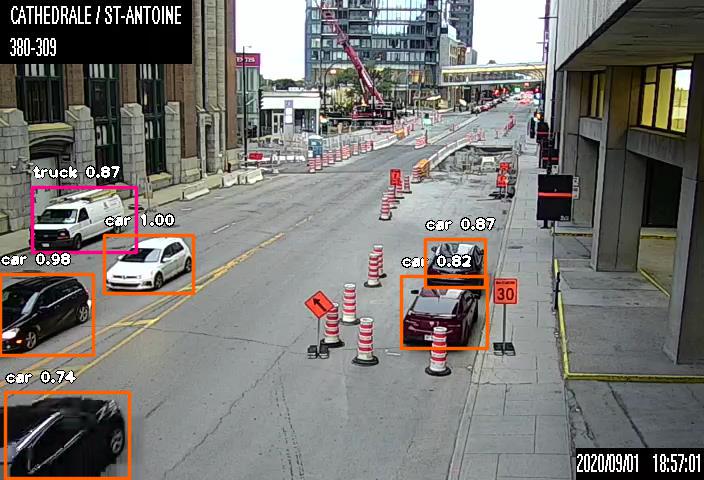 CATHEDRALE / ST-ANTOINE
380-309
truck 0.87
car 1.00
car 0.98
car 0.87
car 0.82
30
car 0.74
2020/09/01 18:57:01